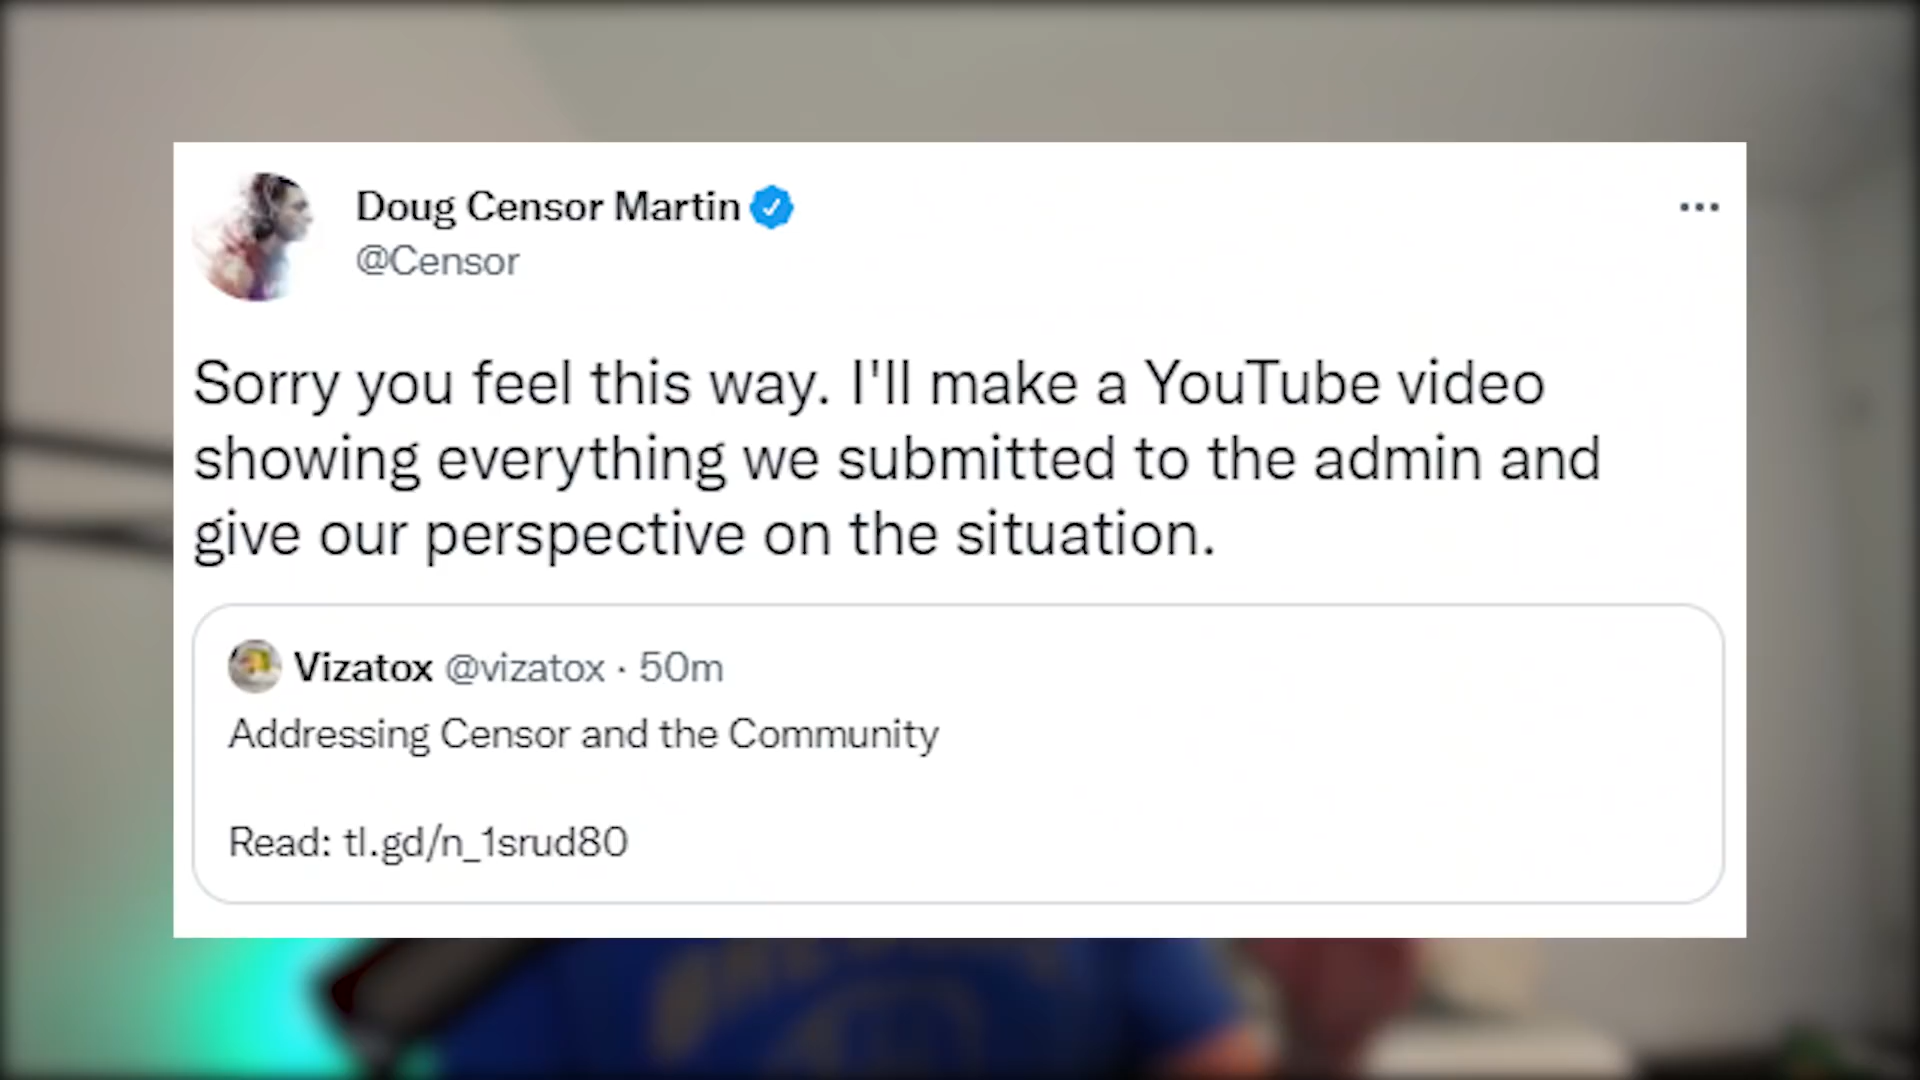 Doug Censor Martin
@Censor
Sorry you feel this way. I'll make a YouTube video
showing everything we submitted to the admin and
give our perspective on the situation.
Vizatox @vizatox · 50m
Addressing Censor and the Community
Read: tl.gd/n_1srud80